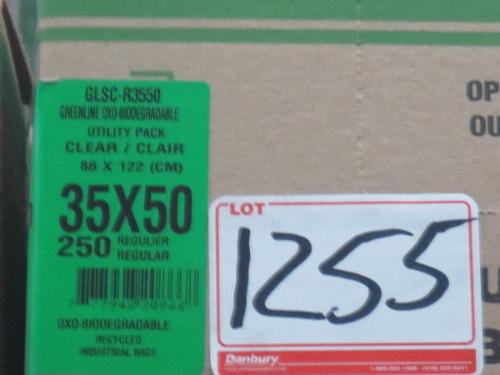 GLSC-R3550
GREENLINE OXO-BIODEGRADABLE
UTILITY PACK
CLEAR / CLAIR
88 X 122 (CM)
35X50
250 REGULIER
REGULAR
OXO-BIODEGRADABLE
RECYCLED
INDUSTRIAL BAGS
LOT
1255
Danbury
OP
OU